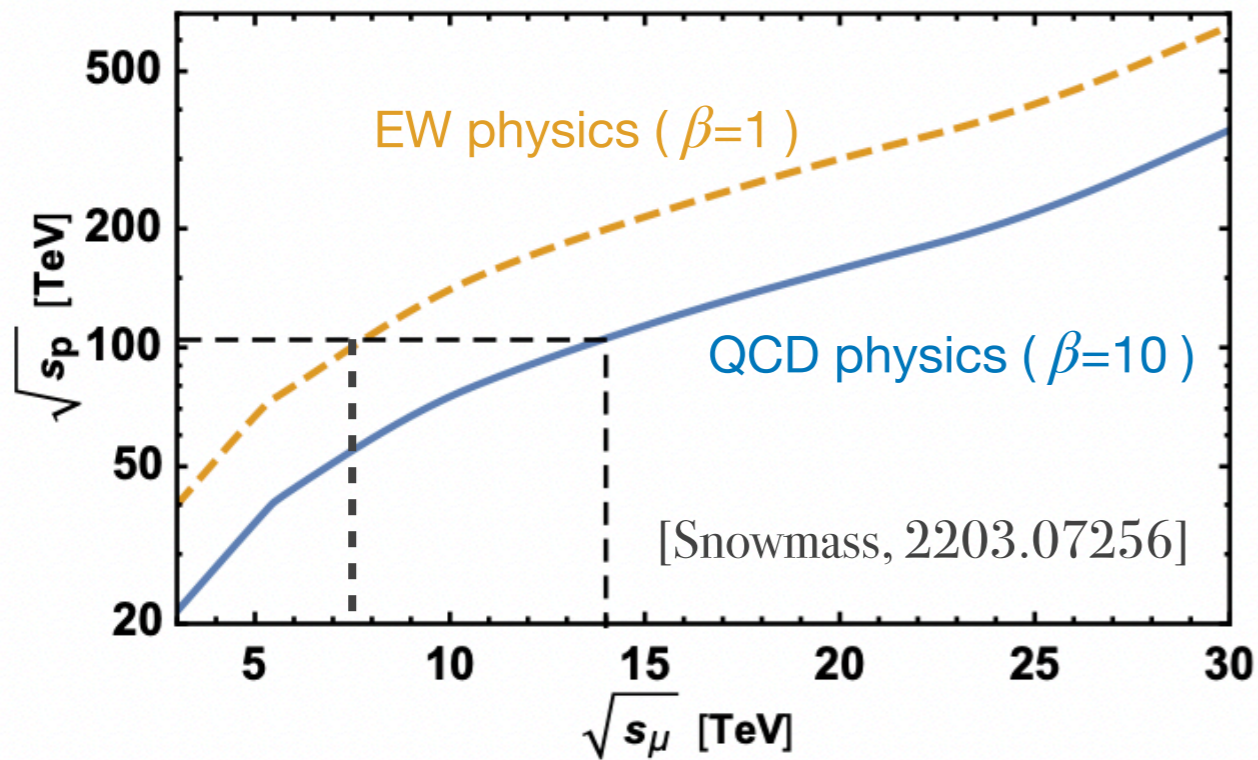 500
200
100
50
20
√s_p [TeV]
EW physics ( β=1 )
QCD physics ( β=10 )
[Snowmass, 2203.07256]
5 10 15 20 25 30
√s_μ [TeV]